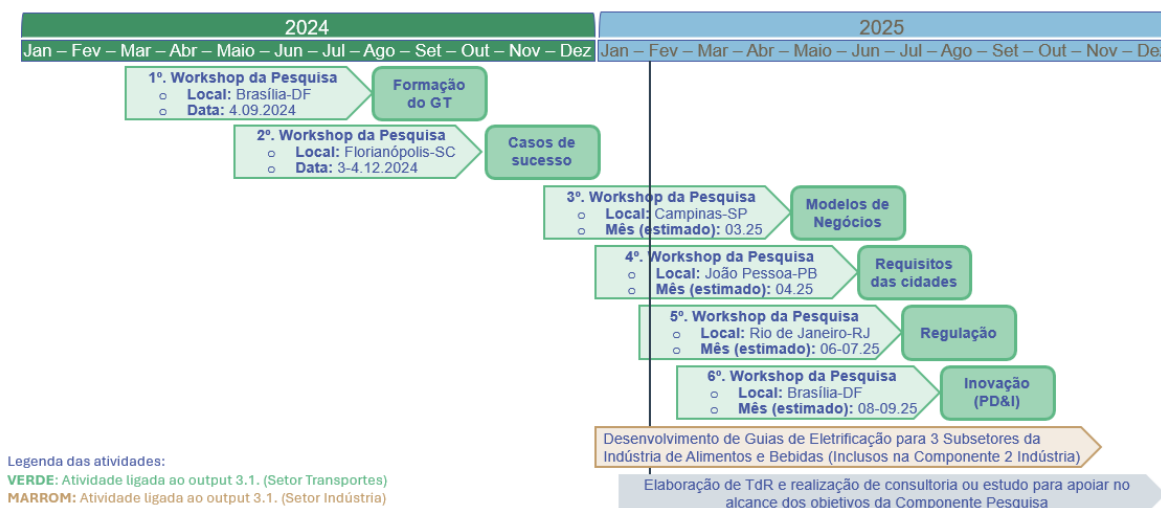 2024
2025
Jan – Fev – Mar – Abr – Maio – Jun – Jul – Ago – Set – Out – Nov – Dez
Jan – Fev – Mar – Abr – Maio – Jun – Jul – Ago – Set – Out – Nov – Dez
1º. Workshop da Pesquisa
o Local: Brasília-DF
o Data: 4.09.2024
Formação
do GT
2º. Workshop da Pesquisa
o Local: Florianópolis-SC
o Data: 3-4.12.2024
Casos de
sucesso
3º. Workshop da Pesquisa
o Local: Campinas-SP
o Mês (estimado): 03.25
Modelos de
Negócios
4º. Workshop da Pesquisa
o Local: João Pessoa-PB
o Mês (estimado): 04.25
Requisitos
das cidades
5º. Workshop da Pesquisa
o Local: Rio de Janeiro-RJ
o Mês (estimado): 06-07.25
Regulação
6º. Workshop da Pesquisa
o Local: Brasília-DF
o Mês (estimado): 08-09.25
Inovação
(PD&I)
Desenvolvimento de Guias de Eletrificação para 3 Subsetores da
Indústria de Alimentos e Bebidas (Inclusos na Componente 2 Indústria)
Elaboração de TdR e realização de consultoria ou estudo para apoiar no
alcance dos objetivos da Componente Pesquisa
Legenda das atividades:
VERDE: Atividade ligada ao output 3.1. (Setor Transportes)
MARROM: Atividade ligada ao output 3.1. (Setor Indústria)